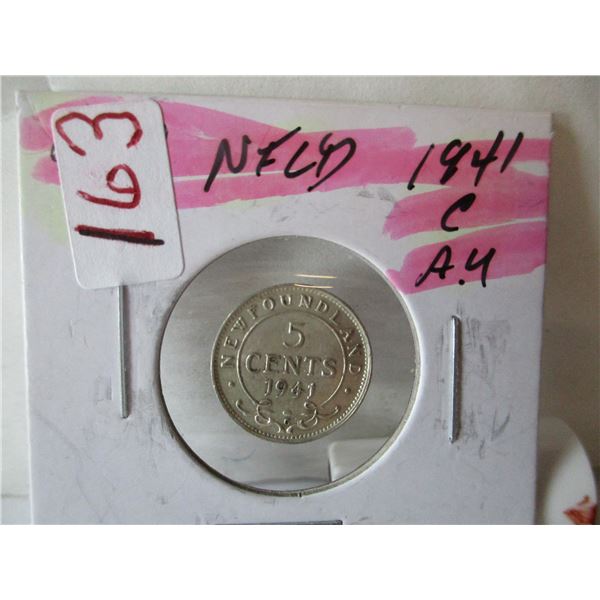 163
NFLD
1941
C
A.U
NEWFOUNDLAND
5
CENTS
1941
C